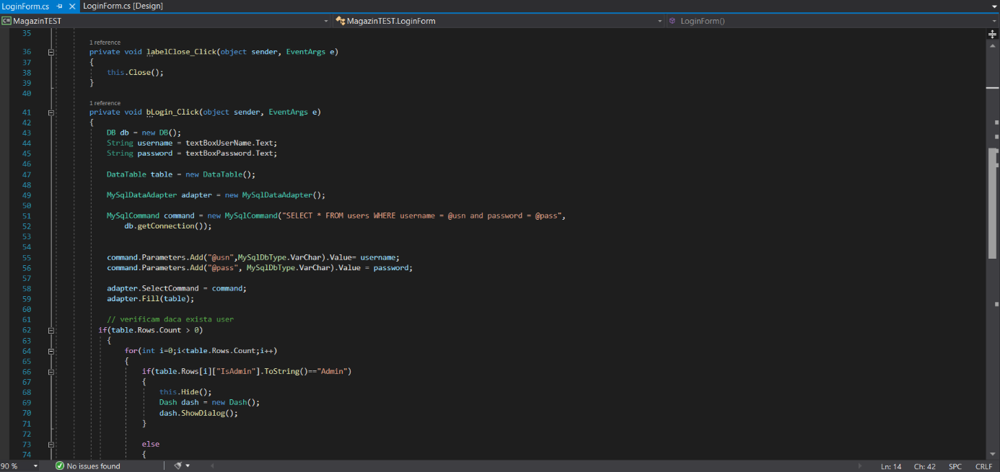 LoginForm.cs LoginForm.cs [Design]
C# MagazinTEST MagazinTEST.LoginForm LoginForm()
35
1 reference
36 private void labelClose_Click(object sender, EventArgs e)
37 {
38 this.Close();
39 }
40
1 reference
41 private void bLogin_Click(object sender, EventArgs e)
42 {
43 DB db = new DB();
44 String username = textBoxUserName.Text;
45 String password = textBoxPassword.Text;
46
47 DataTable table = new DataTable();
48
49 MySqlDataAdapter adapter = new MySqlDataAdapter();
50
51 MySqlCommand command = new MySqlCommand("SELECT * FROM users WHERE username = @usn and password = @pass",
52 db.getConnection());
53
54
55 command.Parameters.Add("@usn",MySqlDbType.VarChar).Value= username;
56 command.Parameters.Add("@pass", MySqlDbType.VarChar).Value = password;
57
58 adapter.SelectCommand = command;
59 adapter.Fill(table);
60
61 // verificam daca exista user
62 if(table.Rows.Count > 0)
63 {
64 for(int i=0;i<table.Rows.Count;i++)
65 {
66 if(table.Rows[i]["IsAdmin"].ToString()=="Admin")
67 {
68 this.Hide();
69 Dash dash = new Dash();
70 dash.ShowDialog();
71 }
72
73 else
74 {
90 % No issues found Ln: 14 Ch: 42 SPC CRLF